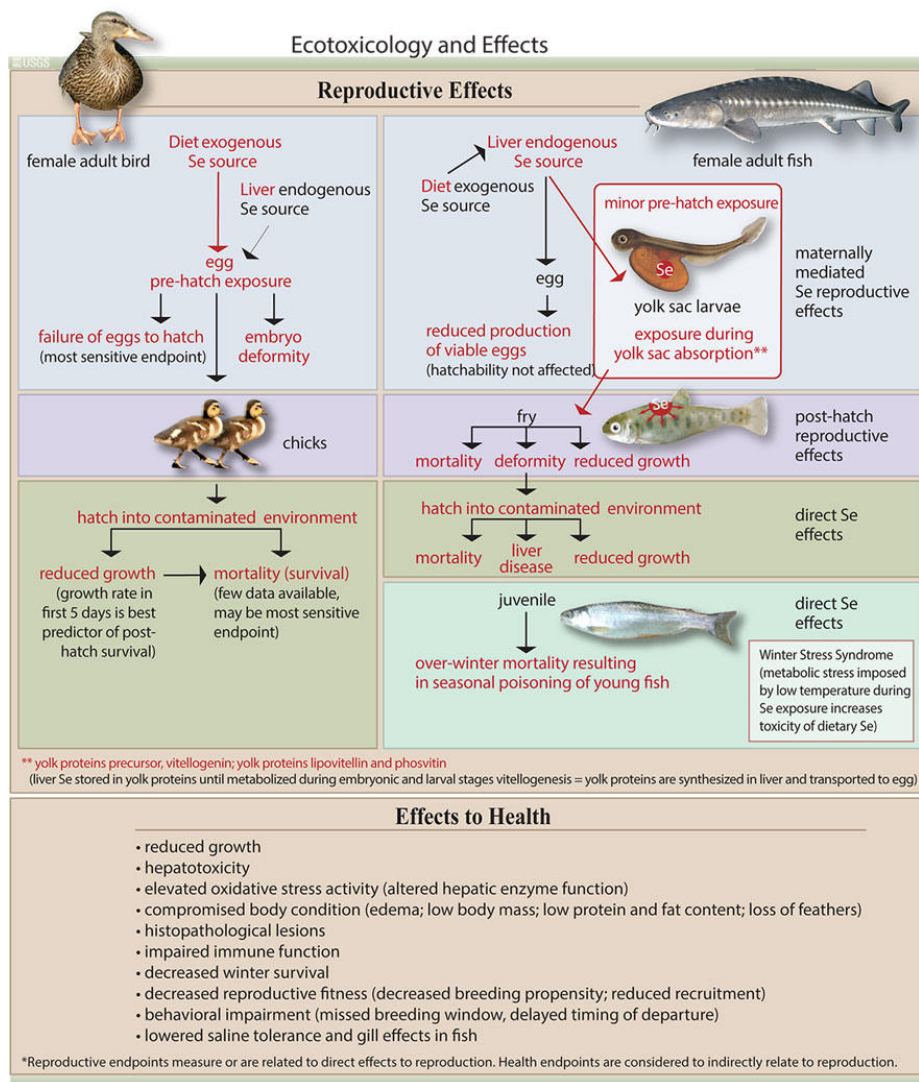 Ecotoxicology and Effects
USGS
Reproductive Effects
female adult bird
Diet exogenous
Se source
Liver endogenous
Se source
egg
pre-hatch exposure
failure of eggs to hatch
(most sensitive endpoint)
embryo
deformity
chicks
hatch into contaminated environment
reduced growth
(growth rate in
first 5 days is best
predictor of post-
hatch survival)
mortality (survival)
(few data available,
may be most sensitive
endpoint)
Liver endogenous
Se source
female adult fish
Diet exogenous
Se source
minor pre-hatch exposure
Se
yolk sac larvae
exposure during
yolk sac absorption**
egg
reduced production
of viable eggs
(hatchability not affected)
maternally
mediated
Se reproductive
effects
fry
Se
mortality deformity reduced growth
post-hatch
reproductive
effects
hatch into contaminated environment
mortality
liver
disease
reduced growth
direct Se
effects
juvenile
over-winter mortality resulting
in seasonal poisoning of young fish
direct Se
effects
Winter Stress Syndrome
(metabolic stress imposed
by low temperature during
Se exposure increases
toxicity of dietary Se)
** yolk proteins precursor, vitellogenin; yolk proteins lipovitellin and phosvitin
(liver Se stored in yolk proteins until metabolized during embryonic and larval stages vitellogenesis = yolk proteins are synthesized in liver and transported to egg)
Effects to Health
• reduced growth
• hepatotoxicity
• elevated oxidative stress activity (altered hepatic enzyme function)
• compromised body condition (edema; low body mass; low protein and fat content; loss of feathers)
• histopathological lesions
• impaired immune function
• decreased winter survival
• decreased reproductive fitness (decreased breeding propensity; reduced recruitment)
• behavioral impairment (missed breeding window, delayed timing of departure)
• lowered saline tolerance and gill effects in fish
*Reproductive endpoints measure or are related to direct effects to reproduction. Health endpoints are considered to indirectly relate to reproduction.